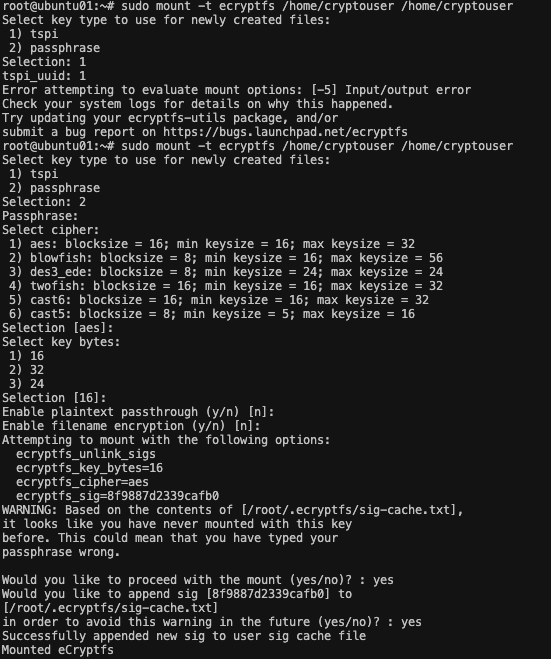 root@ubuntu01:~# sudo mount -t ecryptfs /home/cryptouser /home/cryptouser
Select key type to use for newly created files:
 1) tspi
 2) passphrase
Selection: 1
tspi_uuid: 1
Error attempting to evaluate mount options: [-5] Input/output error
Check your system logs for details on why this happened.
Try updating your ecryptfs-utils package, and/or
submit a bug report on https://bugs.launchpad.net/ecryptfs
root@ubuntu01:~# sudo mount -t ecryptfs /home/cryptouser /home/cryptouser
Select key type to use for newly created files:
 1) tspi
 2) passphrase
Selection: 2
Passphrase:
Select cipher:
 1) aes: blocksize = 16; min keysize = 16; max keysize = 32
 2) blowfish: blocksize = 8; min keysize = 16; max keysize = 56
 3) des3_ede: blocksize = 8; min keysize = 24; max keysize = 24
 4) twofish: blocksize = 16; min keysize = 16; max keysize = 32
 5) cast6: blocksize = 16; min keysize = 16; max keysize = 32
 6) cast5: blocksize = 8; min keysize = 5; max keysize = 16
Selection [aes]:
Select key bytes:
 1) 16
 2) 32
 3) 24
Selection [16]:
Enable plaintext passthrough (y/n) [n]:
Enable filename encryption (y/n) [n]:
Attempting to mount with the following options:
  ecryptfs_unlink_sigs
  ecryptfs_key_bytes=16
  ecryptfs_cipher=aes
  ecryptfs_sig=8f9887d2339cafb0
WARNING: Based on the contents of [/root/.ecryptfs/sig-cache.txt],
it looks like you have never mounted with this key
before. This could mean that you have typed your
passphrase wrong.

Would you like to proceed with the mount (yes/no)? : yes
Would you like to append sig [8f9887d2339cafb0] to
[/root/.ecryptfs/sig-cache.txt]
in order to avoid this warning in the future (yes/no)? : yes
Successfully appended new sig to user sig cache file
Mounted eCryptfs